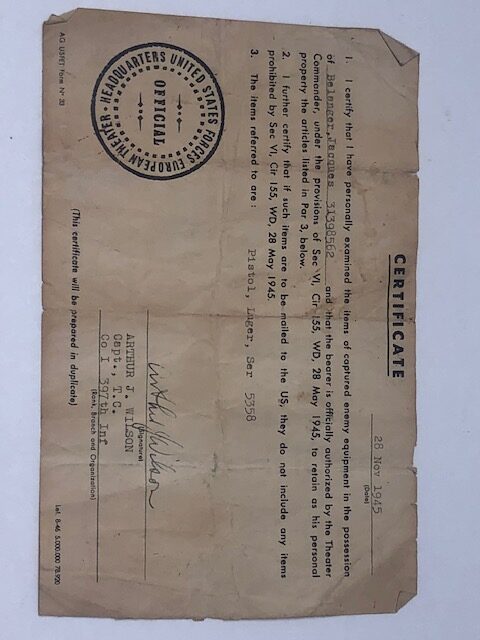 CERTIFICATE
28 Nov 1945
(Date)
1. I certify that I have personally examined the items of captured enemy equipment in the possession
of Belanger, Jacques 31398562 and that the bearer is officially authorized by the Theater
Commander, under the provisions of Sec VI, Cir 155, WD, 28 May 1945, to retain as his personal
property the articles listed in Par 3, below.
2. I further certify that if such items are to be mailed to the US, they do not include any items
prohibited by Sec VI, Cir 155, WD, 28 May 1945.
3. The items referred to are : Pistol, Luger, Ser 5358
HEADQUARTERS UNITED STATES FORCES EUROPEAN THEATER
OFFICIAL
Arthur J Wilson
(Signature)
ARTHUR J. WILSON
Capt., T.C.
Co I 397th Inf
(Rank, Branch and Organization)
(This certificate will be prepared in duplicate)
AG USFET Form No 33